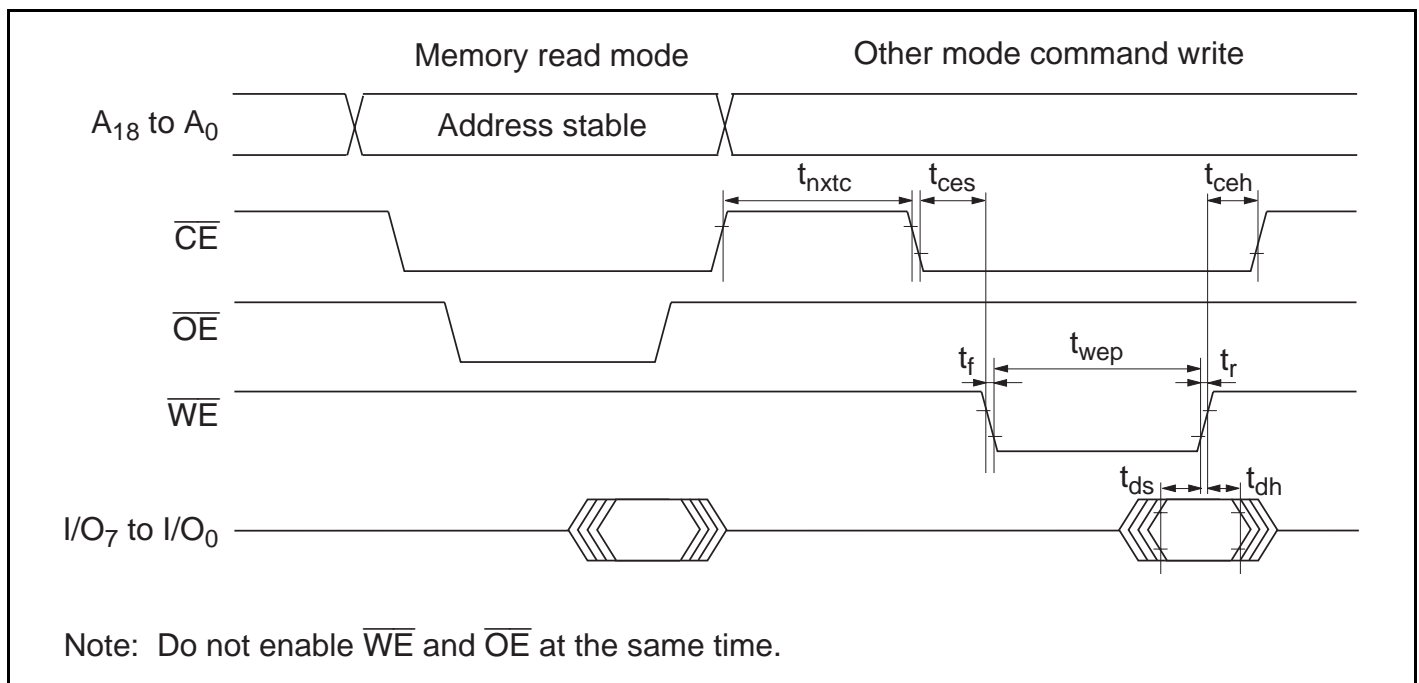 Memory read mode Other mode command write
A18 to A0 Address stable
tnxtc tces tceh
CE
OE
tf twep tr
WE
tds tdh
I/O7 to I/O0
Note: Do not enable WE and OE at the same time.